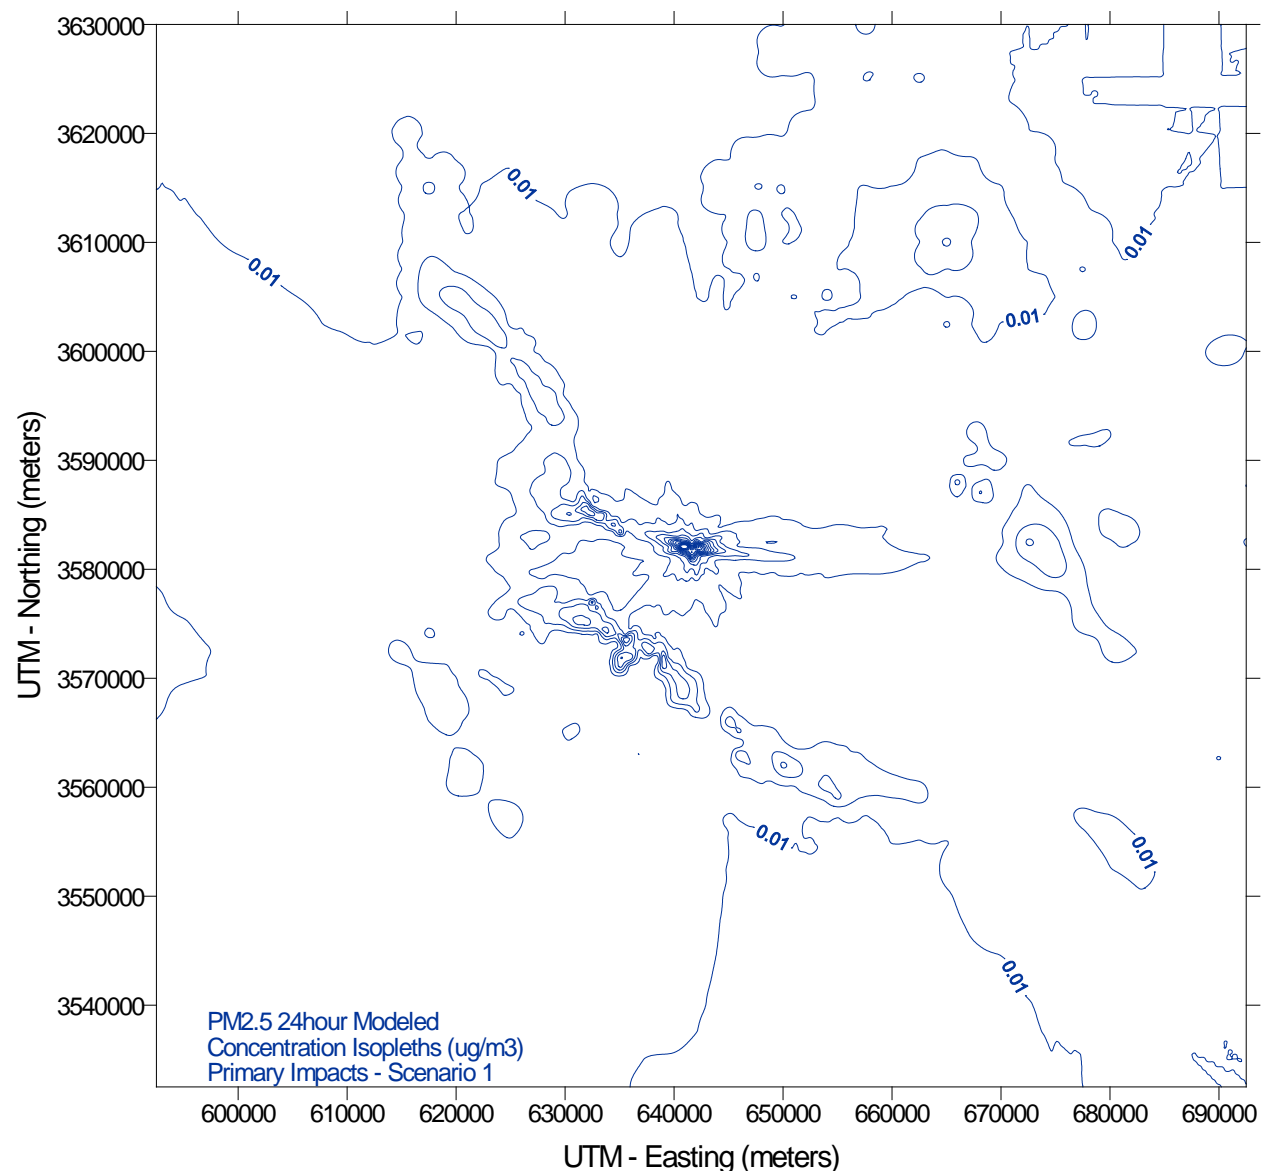 3630000
3620000
3610000
3600000
3590000
3580000
3570000
3560000
3550000
3540000
UTM - Northing (meters)
0.01
0.01
0.01
0.01
0.01
0.01
0.01
PM2.5 24hour Modeled
Concentration Isopleths (ug/m3)
Primary Impacts - Scenario 1
600000 610000 620000 630000 640000 650000 660000 670000 680000 690000
UTM - Easting (meters)